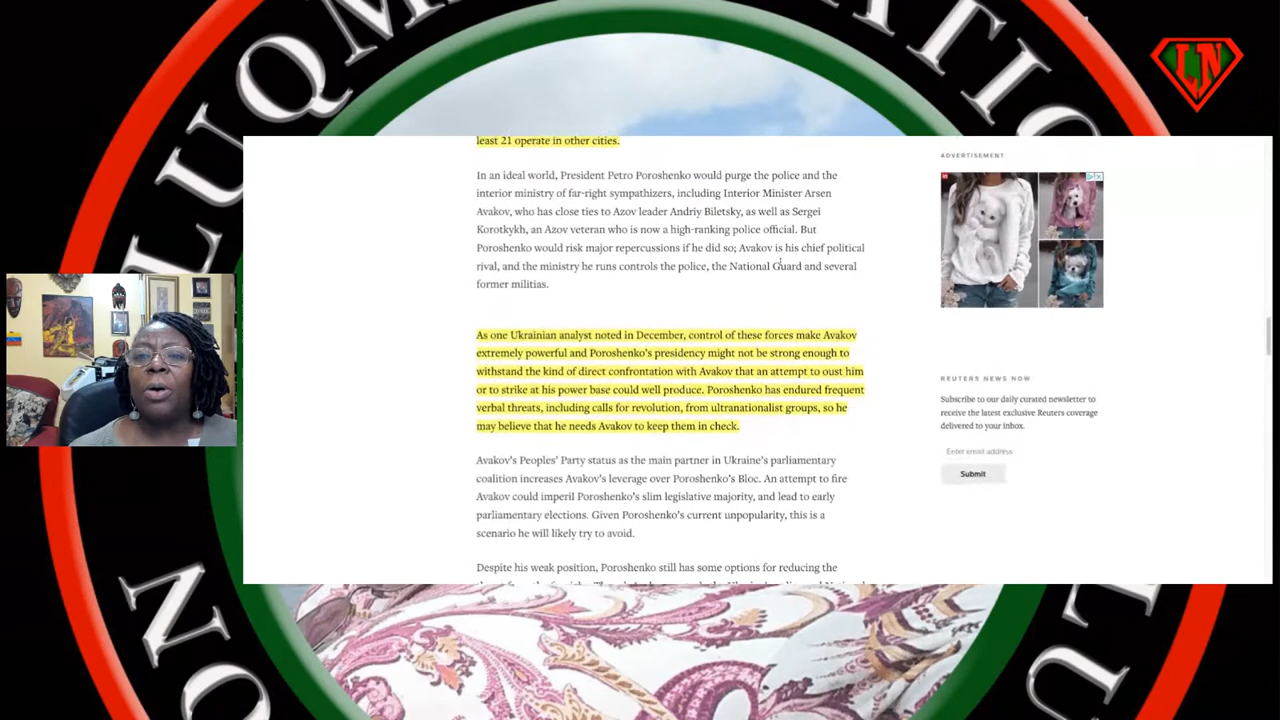 LUQM
ATIO
LN
least 21 operate in other cities.
In an ideal world, President Petro Poroshenko would purge the police and the
interior ministry of far-right sympathizers, including Interior Minister Arsen
Avakov, who has close ties to Azov leader Andriy Biletsky, as well as Sergei
Korotkykh, an Azov veteran who is now a high-ranking police official. But
Poroshenko would risk major repercussions if he did so; Avakov is his chief political
rival, and the ministry he runs controls the police, the National Guard and several
former militias.
As one Ukrainian analyst noted in December, control of these forces make Avakov
extremely powerful and Poroshenko's presidency might not be strong enough to
withstand the kind of direct confrontation with Avakov that an attempt to oust him
or to strike at his power base could well produce. Poroshenko has endured frequent
verbal threats, including calls for revolution, from ultranationalist groups, so he
may believe that he needs Avakov to keep them in check.
Avakov's Peoples' Party status as the main partner in Ukraine's parliamentary
coalition increases Avakov's leverage over Poroshenko's Bloc. An attempt to fire
Avakov could imperil Poroshenko's slim legislative majority, and lead to early
parliamentary elections. Given Poroshenko's current unpopularity, this is a
scenario he will likely try to avoid.
Despite his weak position, Poroshenko still has some options for reducing the
ADVERTISEMENT
REUTERS NEWS NOW
Subscribe to our daily curated newsletter to
receive the latest exclusive Reuters coverage
delivered to your inbox.
Enter email address
Submit